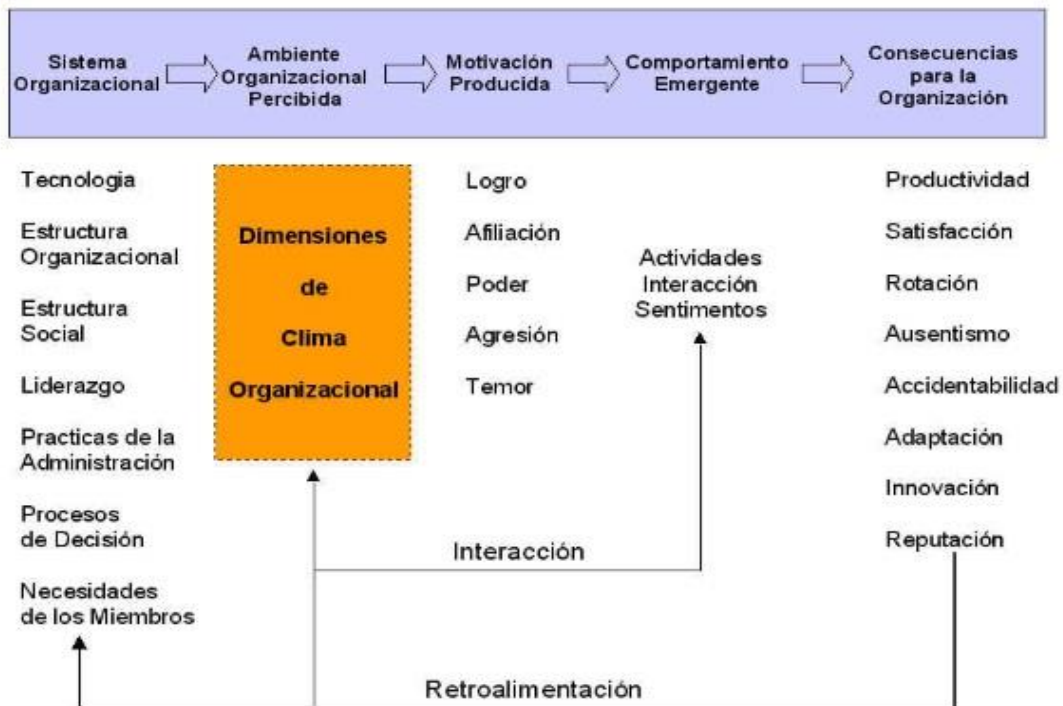 Sistema
Organizacional
Ambiente
Organizacional
Percibida
Motivación
Producida
Comportamiento
Emergente
Consecuencias
para la
Organización
Tecnologia
Estructura
Organizacional
Estructura
Social
Liderazgo
Practicas de la
Administración
Procesos
de Decisión
Necesidades
de los Miembros
Dimensiones
de
Clima
Organizacional
Logro
Afiliación
Poder
Agresión
Temor
Actividades
Interacción
Sentimentos
Productividad
Satisfacción
Rotación
Ausentismo
Accidentabilidad
Adaptación
Innovación
Reputación
Interacción
Retroalimentación